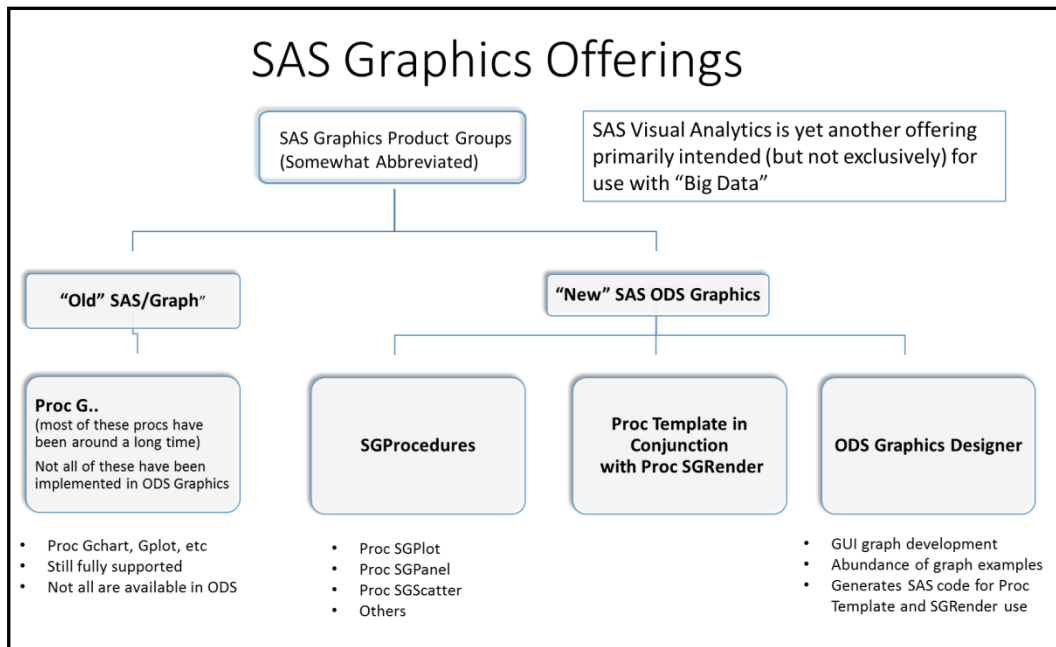 SAS Graphics Offerings
SAS Graphics Product Groups
(Somewhat Abbreviated)
SAS Visual Analytics is yet another offering
primarily intended (but not exclusively) for
use with “Big Data”
“Old” SAS/Graph”
“New” SAS ODS Graphics
Proc G..
(most of these procs have
been around a long time)
Not all of these have been
implemented in ODS Graphics
SGProcedures
Proc Template in
Conjunction
with Proc SGRender
ODS Graphics Designer
• Proc Gchart, Gplot, etc
• Still fully supported
• Not all are available in ODS
• Proc SGPlot
• Proc SGPanel
• Proc SGScatter
• Others
• GUI graph development
• Abundance of graph examples
• Generates SAS code for Proc
Template and SGRender use